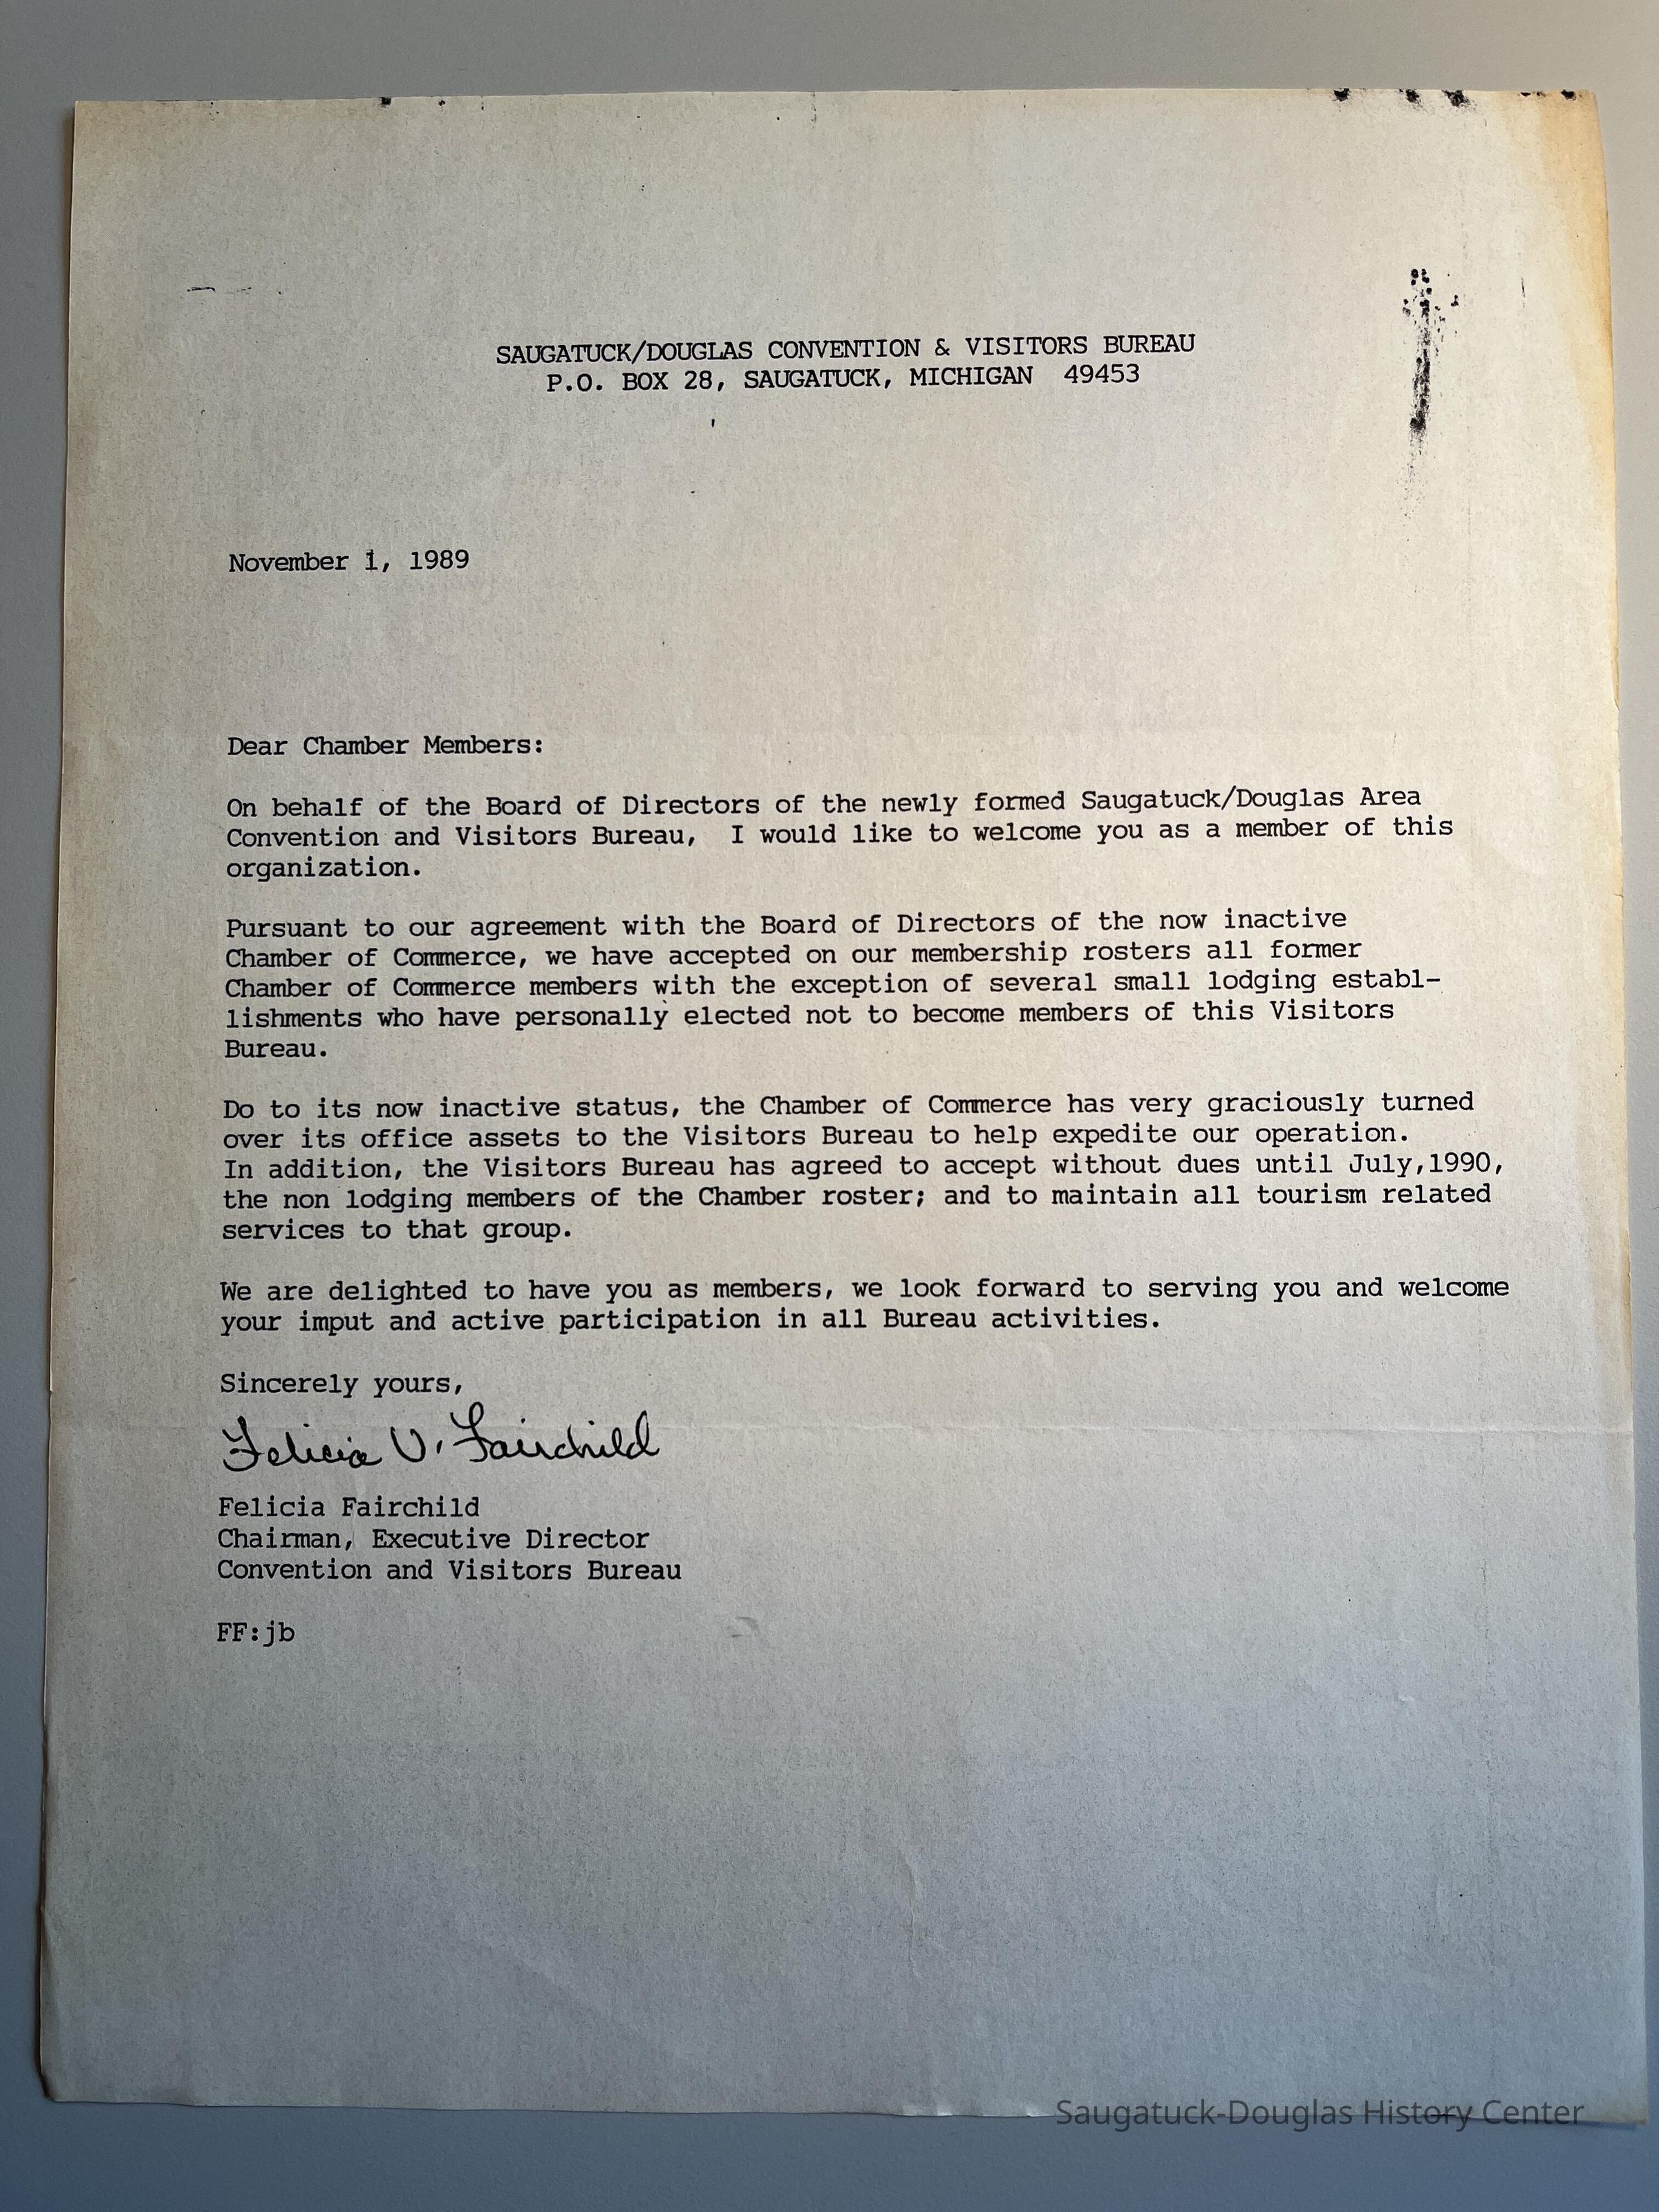 SAUGATUCK/DOUGLAS CONVENTION & VISITORS BUREAU
P.O. BOX 28, SAUGATUCK, MICHIGAN  49453
November 1, 1989
Dear Chamber Members:
On behalf of the Board of Directors of the newly formed Saugatuck/Douglas Area
Convention and Visitors Bureau,  I would like to welcome you as a member of this
organization.
Pursuant to our agreement with the Board of Directors of the now inactive
Chamber of Commerce, we have accepted on our membership rosters all former
Chamber of Commerce members with the exception of several small lodging establ-
lishments who have personally elected not to become members of this Visitors
Bureau.
Do to its now inactive status, the Chamber of Commerce has very graciously turned
over its office assets to the Visitors Bureau to help expedite our operation.
In addition, the Visitors Bureau has agreed to accept without dues until July,1990,
the non lodging members of the Chamber roster; and to maintain all tourism related
services to that group.
We are delighted to have you as members, we look forward to serving you and welcome
your imput and active participation in all Bureau activities.
Sincerely yours,
Felicia V. Fairchild
Felicia Fairchild
Chairman, Executive Director
Convention and Visitors Bureau
FF:jb
Saugatuck-Douglas History Center